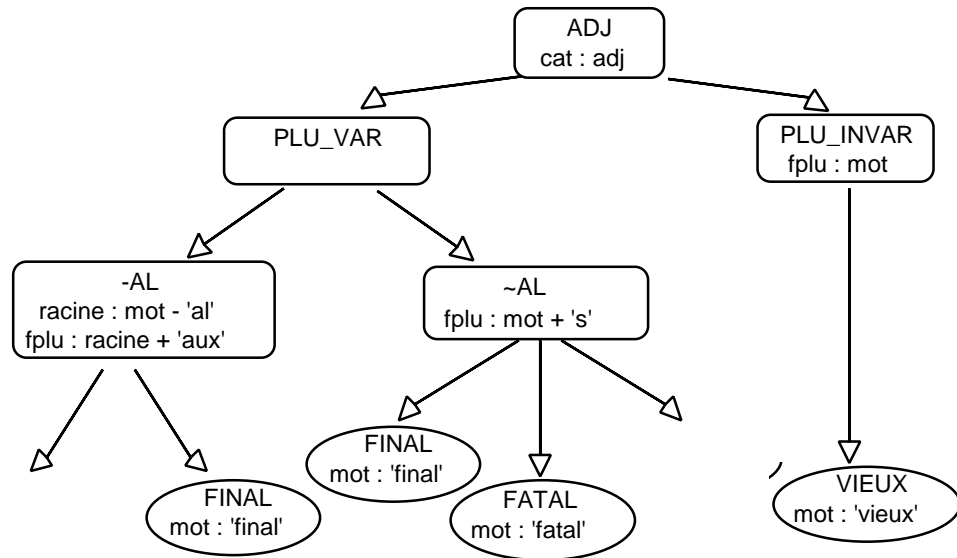 ADJ
cat : adj
PLU_VAR
PLU_INVAR
fplu : mot
-AL
racine : mot - 'al'
fplu : racine + 'aux'
~AL
fplu : mot + 's'
FINAL
mot : 'final'
FINAL
mot : 'final'
FATAL
mot : 'fatal'
VIEUX
mot : 'vieux'